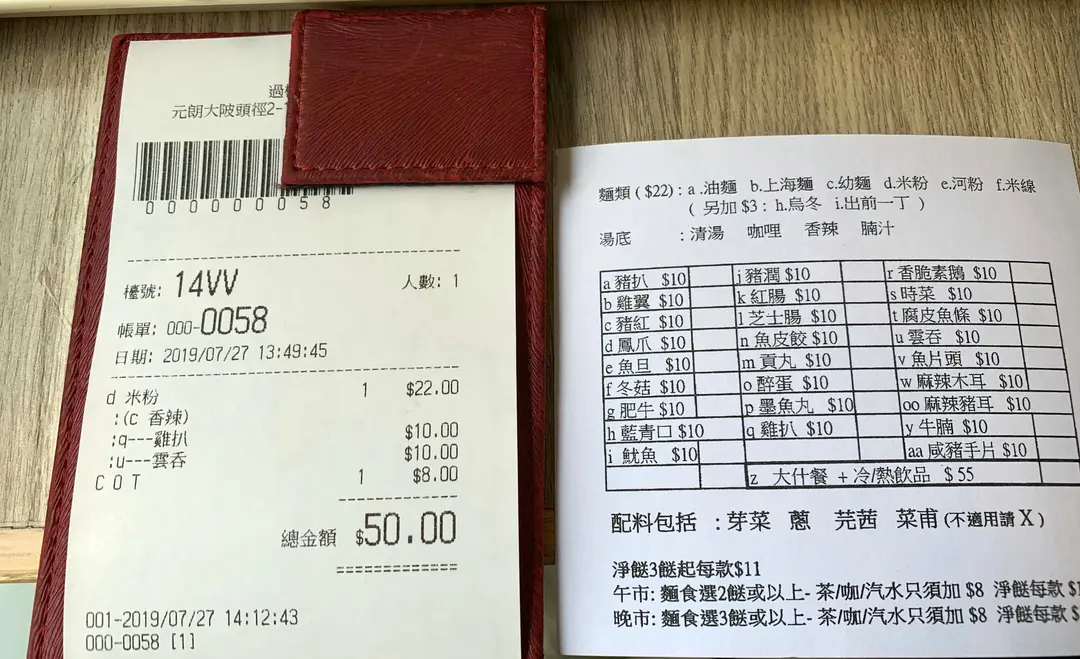 過
元朗大陂頭徑2-
0 0 0 0 0 0 0 0 5 8
檯號: 14VV 人數: 1
帳單: 000-0058
日期: 2019/07/27 13:49:45
d 米粉 1 $22.00
:(c 香辣)
:q---雞扒 $10.00
:u---雲吞 $10.00
C O T 1 $8.00
總金額 $50.00
001-2019/07/27 14:12:43
000-0058 [1]
麵類 ( $22) : a .油麵 b.上海麵 c.幼麵 d.米粉 e.河粉 f.米線
( 另加 $3 : h.烏冬 i.出前一丁 )
湯底 : 清湯 咖哩 香辣 腩汁
a 豬扒 $10 j 豬潤 $10 r 香脆素鵝 $10
b 雞翼 $10 k 紅腸 $10 s 時菜 $10
c 豬紅 $10 l 芝士腸 $10 t 腐皮魚條 $10
d 鳳爪 $10 n 魚皮餃 $10 u 雲吞 $10
e 魚旦 $10 m 貢丸 $10 v 魚片頭 $10
f 冬菇 $10 o 醉蛋 $10 w 麻辣木耳 $10
g 肥牛 $10 p 墨魚丸 $10 oo 麻辣豬耳 $10
h 藍青口 $10 q 雞扒 $10 y 牛腩 $10
i 魷魚 $10 aa 咸豬手片 $10
z 大什餐 + 冷/熱飲品 $ 55
配料包括 : 芽菜 蔥 芫茜 菜甫 (不適用請 X )
淨餸3餸起每款$11
午市: 麵食選2餸或以上- 茶/咖/汽水只須加 $8 淨餸每款
晚市: 麵食選3餸或以上- 茶/咖/汽水只須加 $8 淨餸每款